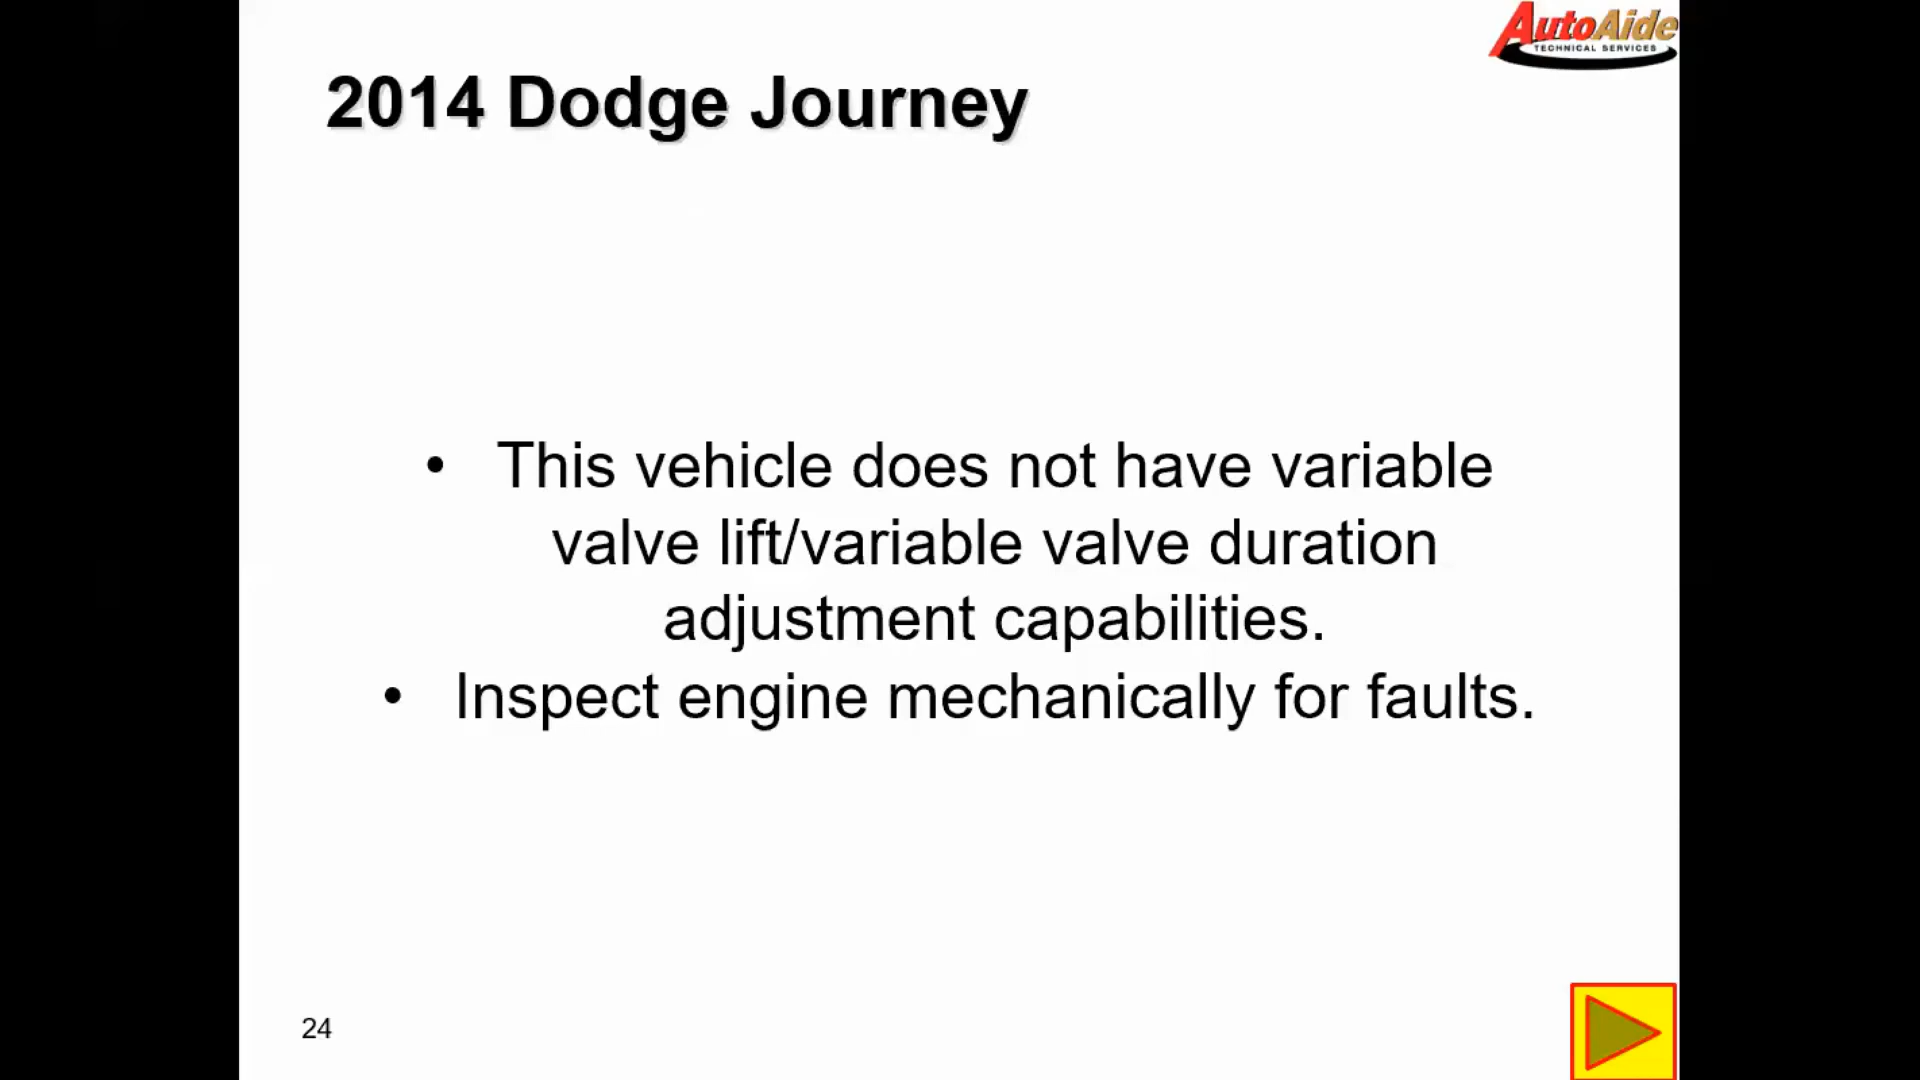 AutoAide
TECHNICAL SERVICES
2014 Dodge Journey
• This vehicle does not have variable
valve lift/variable valve duration
adjustment capabilities.
• Inspect engine mechanically for faults.
24